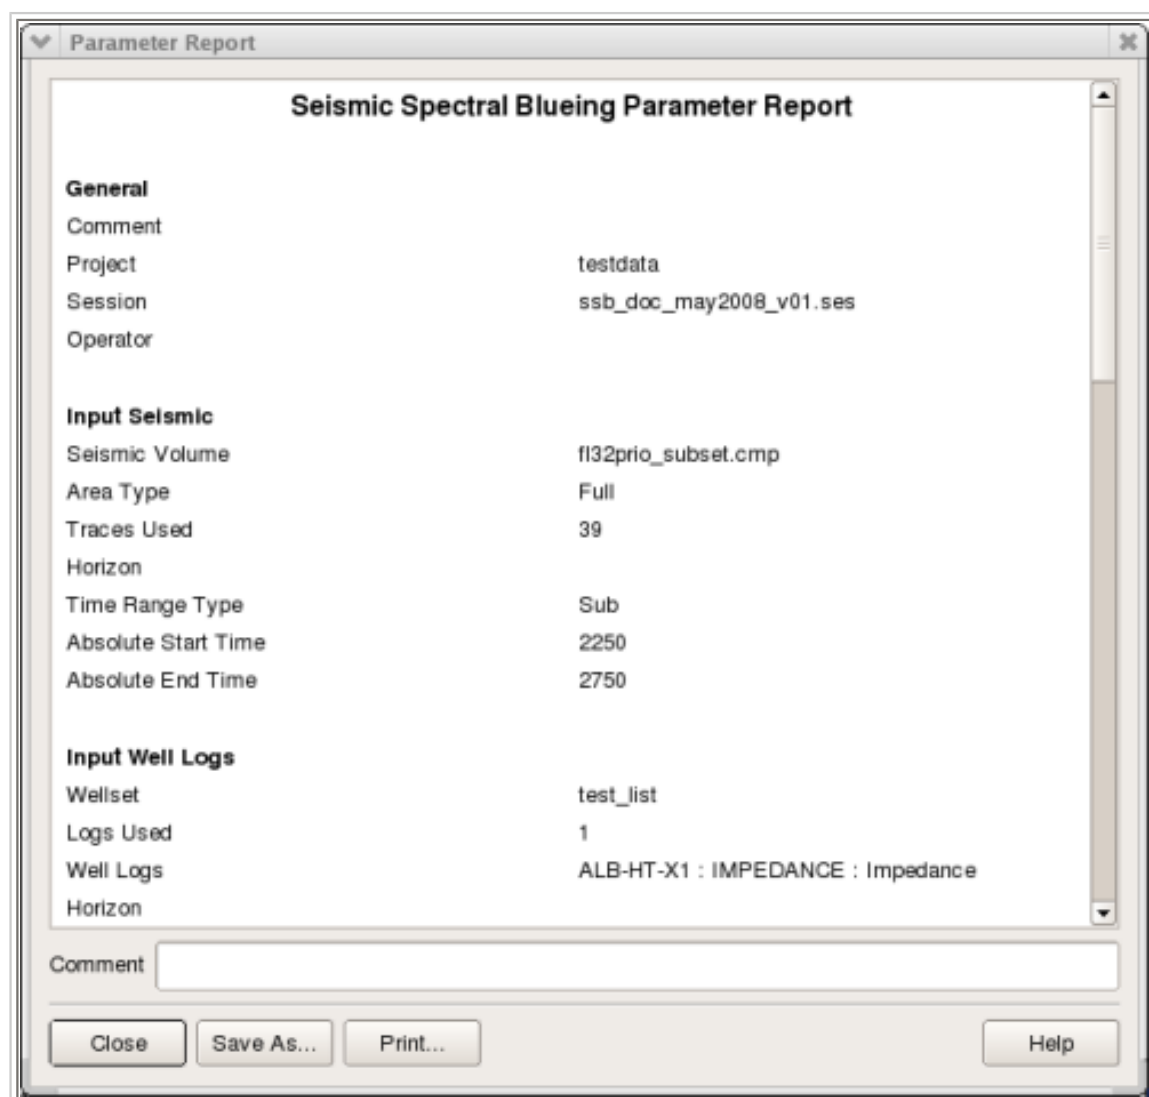 Parameter Report
Seismic Spectral Blueing Parameter Report
General
Comment
Project testdata
Session ssb_doc_may2008_v01.ses
Operator
Input Seismic
Seismic Volume fl32prio_subset.cmp
Area Type Full
Traces Used 39
Horizon
Time Range Type Sub
Absolute Start Time 2250
Absolute End Time 2750
Input Well Logs
Wellset test_list
Logs Used 1
Well Logs ALB-HT-X1 : IMPEDANCE : Impedance
Horizon
Comment
Close Save As... Print... Help